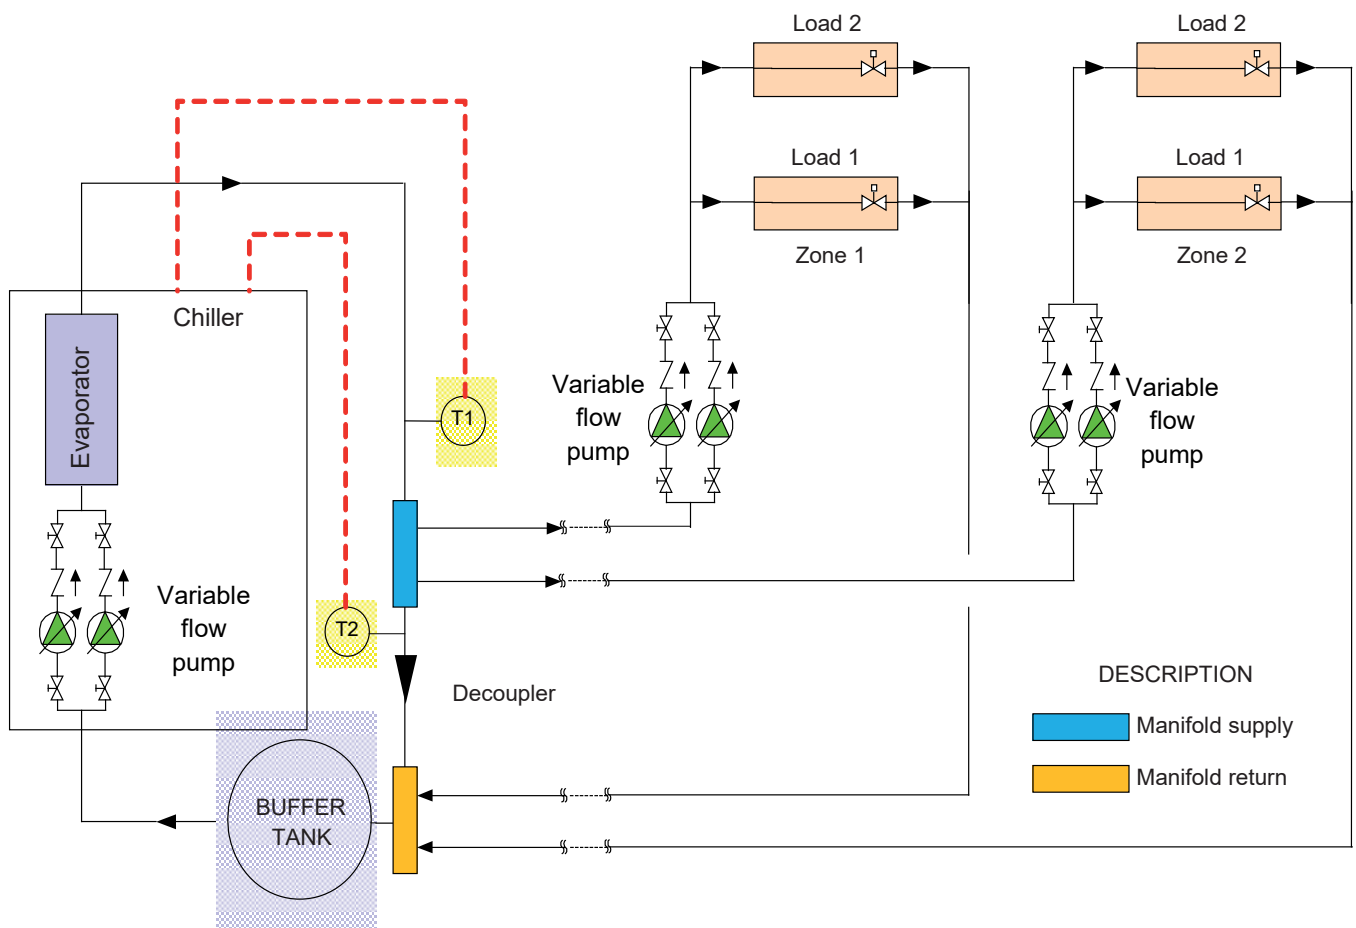 Load 2
Load 2
Load 1
Load 1
Zone 1
Zone 2
Chiller
Evaporator
T1
Variable
flow
pump
Variable
flow
pump
Variable
flow
pump
T2
Decoupler
DESCRIPTION
Manifold supply
Manifold return
BUFFER
TANK